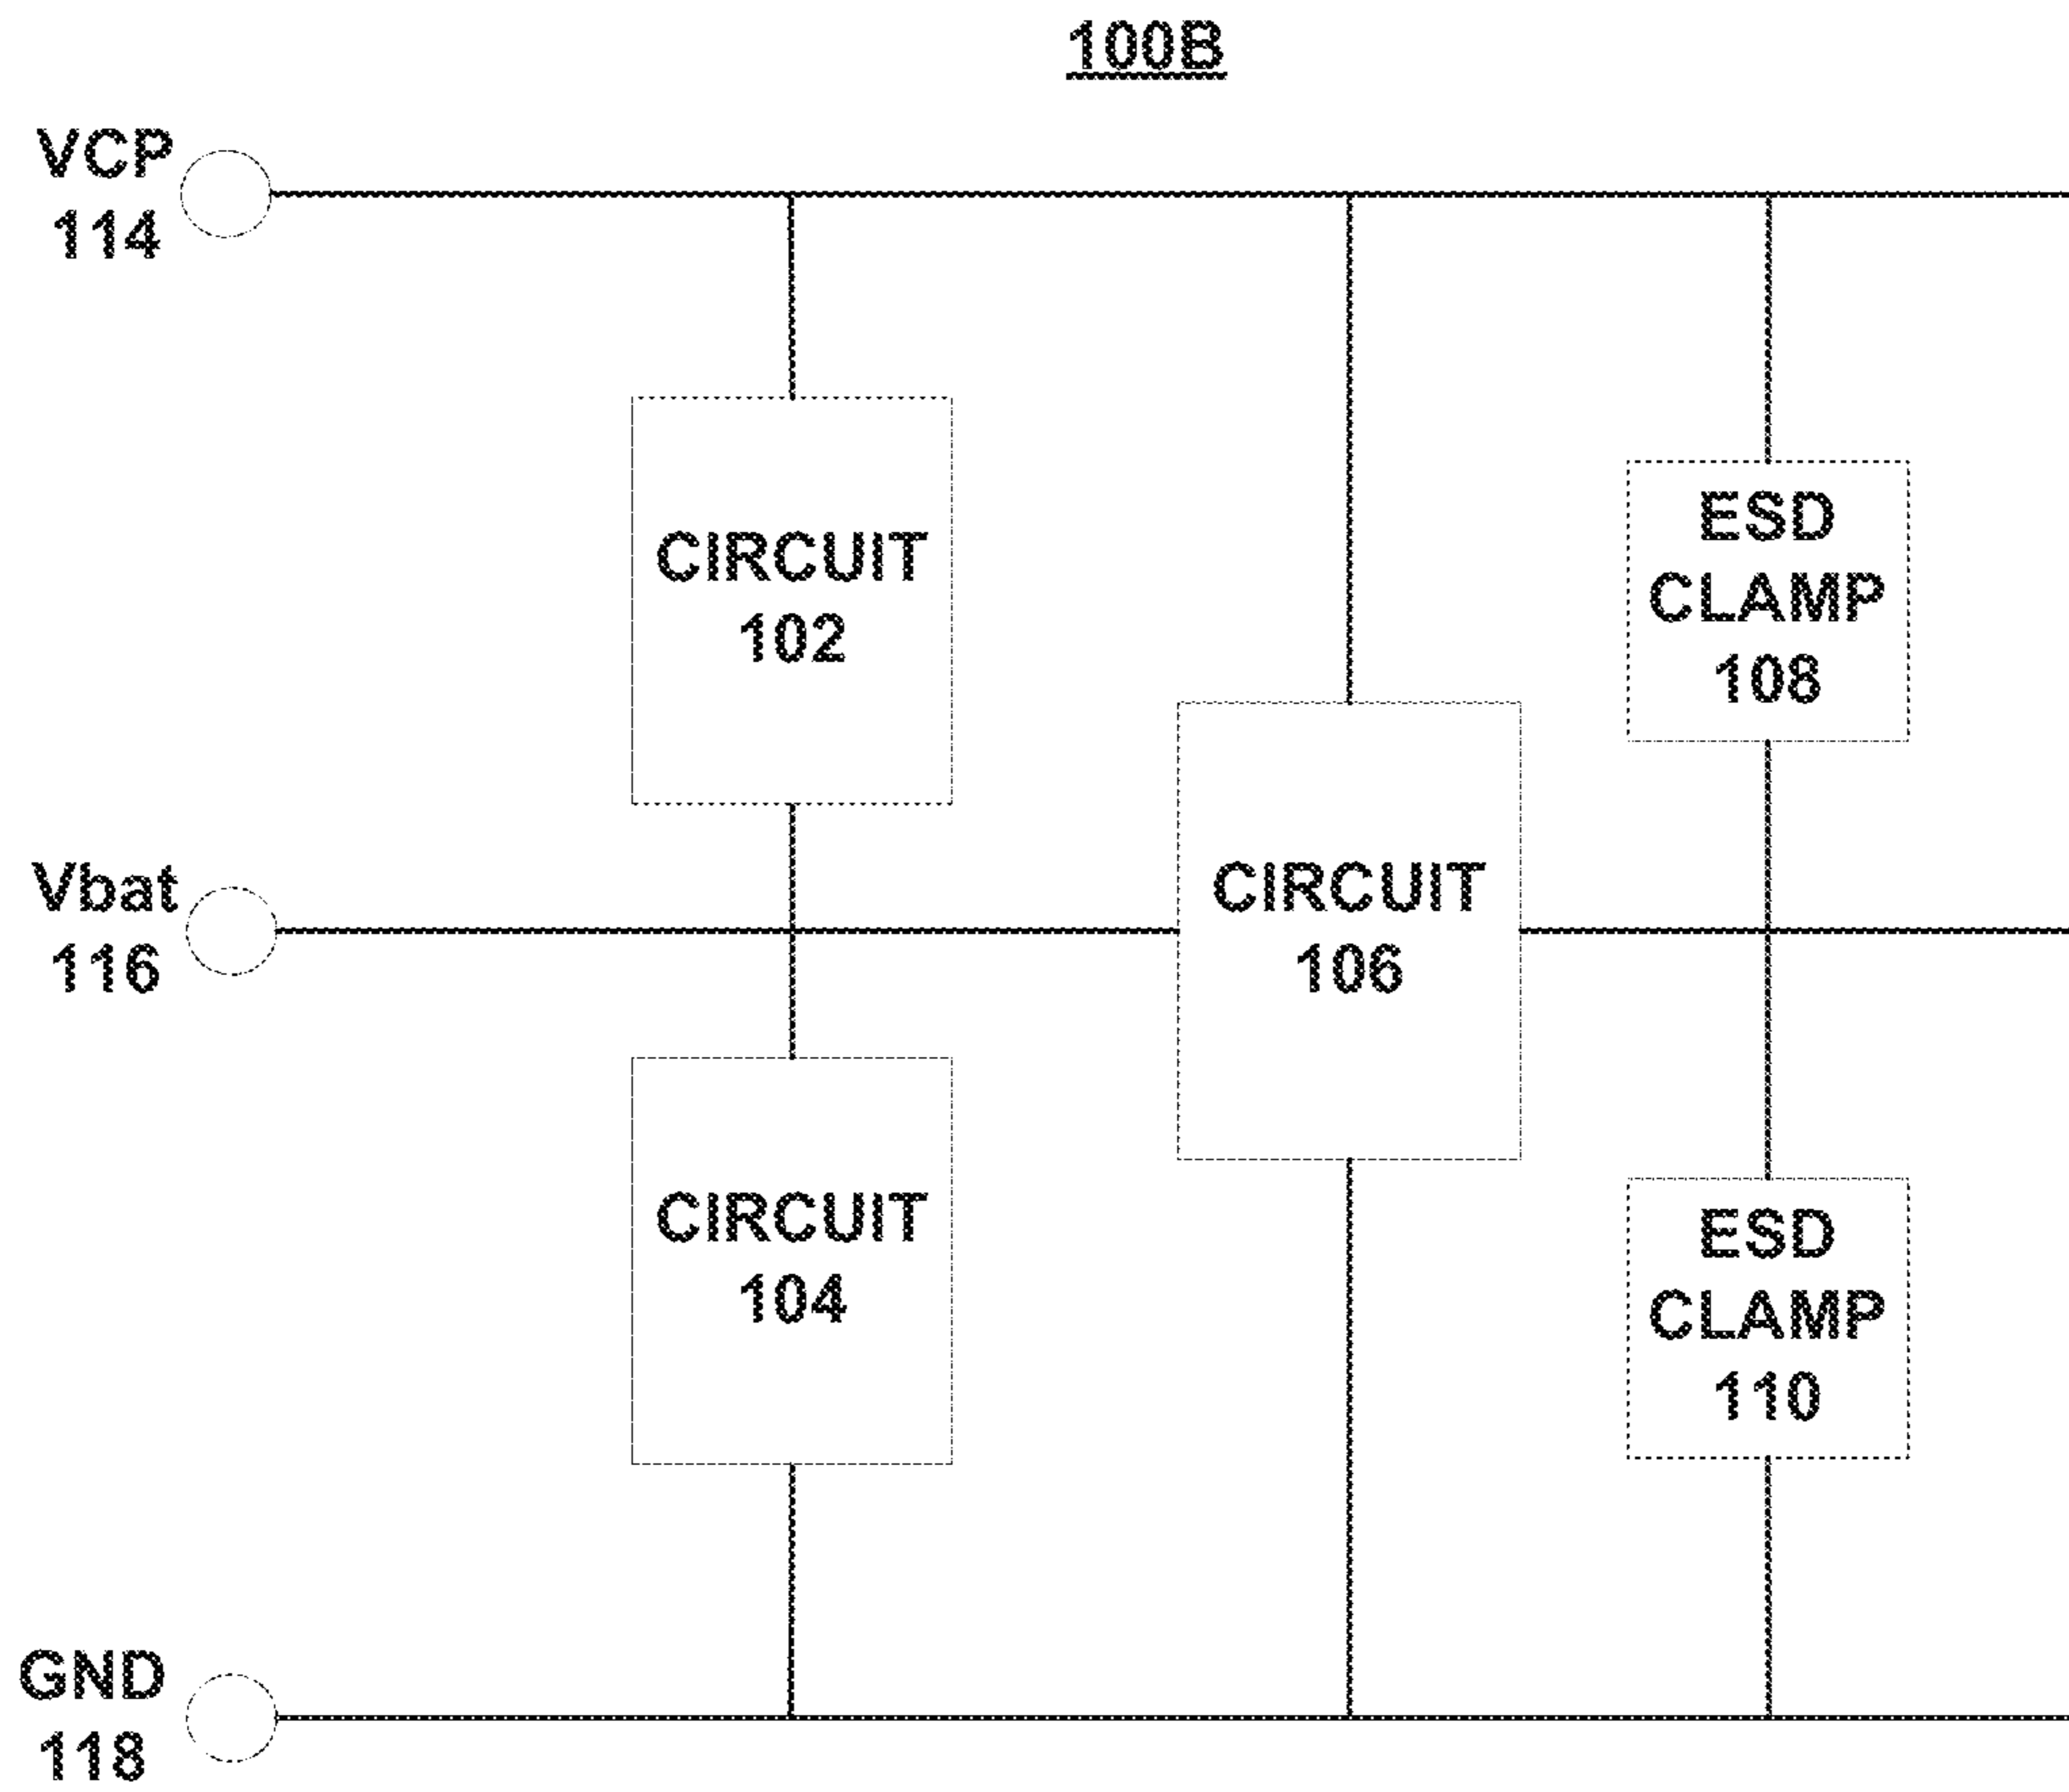 100B
VCP
114
CIRCUIT
102
ESD
CLAMP
108
Vbat
116
CIRCUIT
106
CIRCUIT
104
ESD
CLAMP
110
GND
118